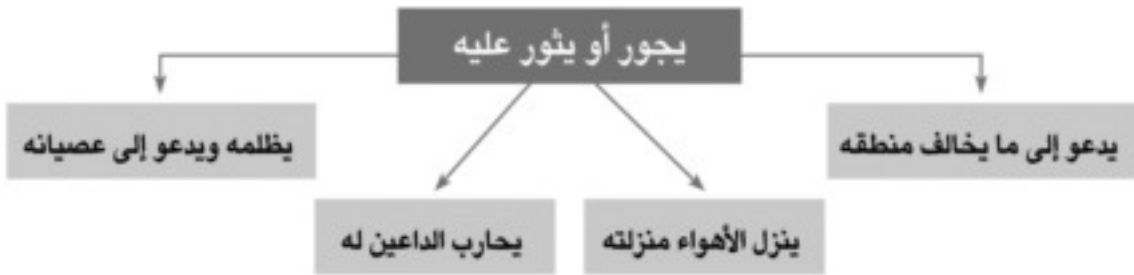 يجور أو يثور عليه
يدعو إلى ما يخالف منطقه
يظلمه ويدعو إلى عصيانه
ينزل الأهواء منزلته
يحارب الداعين له